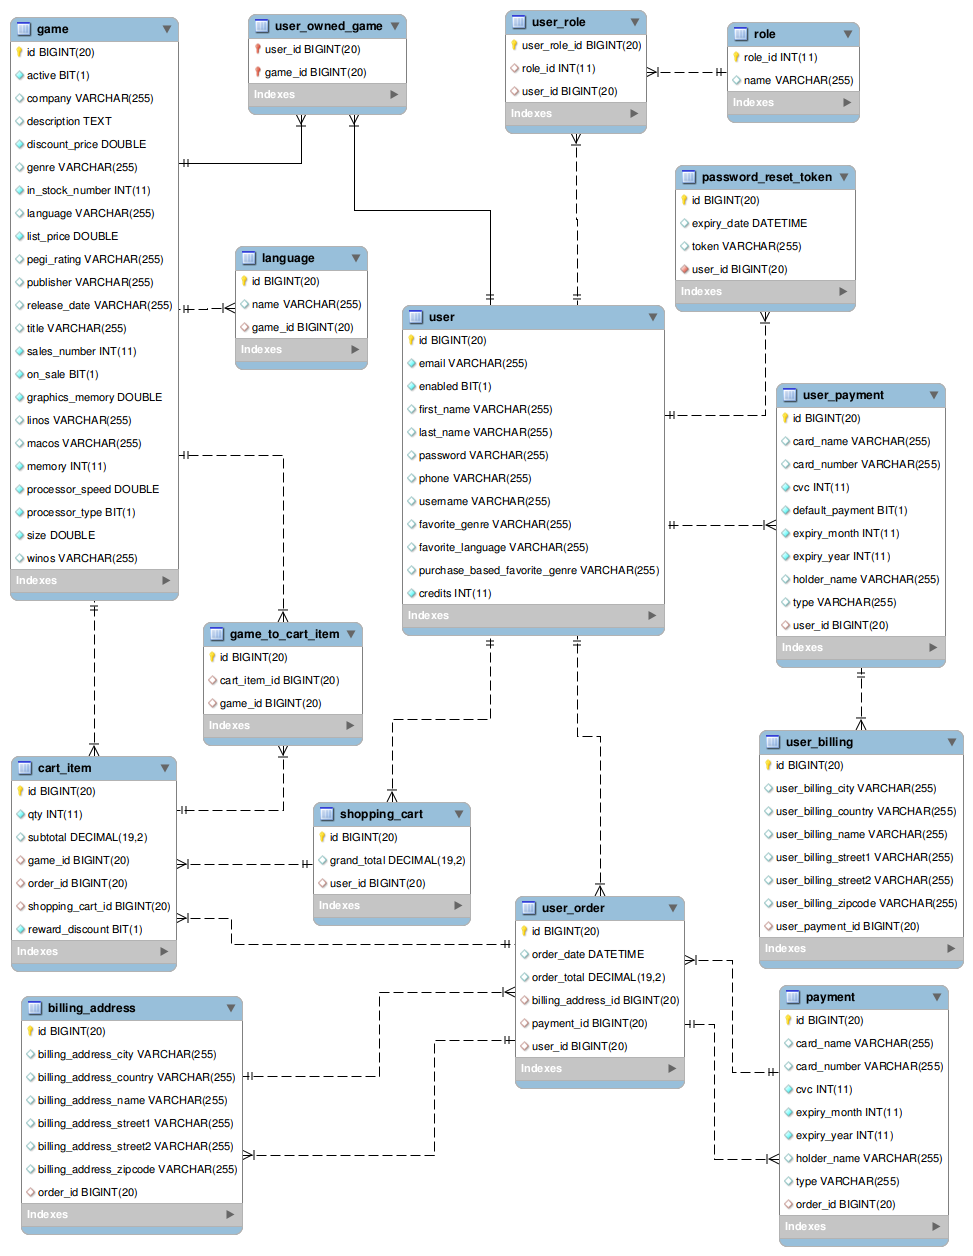 game
id BIGINT(20)
active BIT(1)
company VARCHAR(255)
description TEXT
discount_price DOUBLE
genre VARCHAR(255)
in_stock_number INT(11)
language VARCHAR(255)
list_price DOUBLE
pegi_rating VARCHAR(255)
publisher VARCHAR(255)
release_date VARCHAR(255)
title VARCHAR(255)
sales_number INT(11)
on_sale BIT(1)
graphics_memory DOUBLE
linos VARCHAR(255)
macos VARCHAR(255)
memory INT(11)
processor_speed DOUBLE
processor_type BIT(1)
size DOUBLE
winos VARCHAR(255)
Indexes
user_owned_game
user_id BIGINT(20)
game_id BIGINT(20)
Indexes
user_role
user_role_id BIGINT(20)
role_id INT(11)
user_id BIGINT(20)
Indexes
role
role_id INT(11)
name VARCHAR(255)
Indexes
password_reset_token
id BIGINT(20)
expiry_date DATETIME
token VARCHAR(255)
user_id BIGINT(20)
Indexes
language
id BIGINT(20)
name VARCHAR(255)
game_id BIGINT(20)
Indexes
user
id BIGINT(20)
email VARCHAR(255)
enabled BIT(1)
first_name VARCHAR(255)
last_name VARCHAR(255)
password VARCHAR(255)
phone VARCHAR(255)
username VARCHAR(255)
favorite_genre VARCHAR(255)
favorite_language VARCHAR(255)
purchase_based_favorite_genre VARCHAR(255)
credits INT(11)
Indexes
user_payment
id BIGINT(20)
card_name VARCHAR(255)
card_number VARCHAR(255)
cvc INT(11)
default_payment BIT(1)
expiry_month INT(11)
expiry_year INT(11)
holder_name VARCHAR(255)
type VARCHAR(255)
user_id BIGINT(20)
Indexes
game_to_cart_item
id BIGINT(20)
cart_item_id BIGINT(20)
game_id BIGINT(20)
Indexes
user_billing
id BIGINT(20)
user_billing_city VARCHAR(255)
user_billing_country VARCHAR(255)
user_billing_name VARCHAR(255)
user_billing_street1 VARCHAR(255)
user_billing_street2 VARCHAR(255)
user_billing_zipcode VARCHAR(255)
user_payment_id BIGINT(20)
Indexes
cart_item
id BIGINT(20)
qty INT(11)
subtotal DECIMAL(19,2)
game_id BIGINT(20)
order_id BIGINT(20)
shopping_cart_id BIGINT(20)
reward_discount BIT(1)
Indexes
shopping_cart
id BIGINT(20)
grand_total DECIMAL(19,2)
user_id BIGINT(20)
Indexes
user_order
id BIGINT(20)
order_date DATETIME
order_total DECIMAL(19,2)
billing_address_id BIGINT(20)
payment_id BIGINT(20)
user_id BIGINT(20)
Indexes
billing_address
id BIGINT(20)
billing_address_city VARCHAR(255)
billing_address_country VARCHAR(255)
billing_address_name VARCHAR(255)
billing_address_street1 VARCHAR(255)
billing_address_street2 VARCHAR(255)
billing_address_zipcode VARCHAR(255)
order_id BIGINT(20)
Indexes
payment
id BIGINT(20)
card_name VARCHAR(255)
card_number VARCHAR(255)
cvc INT(11)
expiry_month INT(11)
expiry_year INT(11)
holder_name VARCHAR(255)
type VARCHAR(255)
order_id BIGINT(20)
Indexes